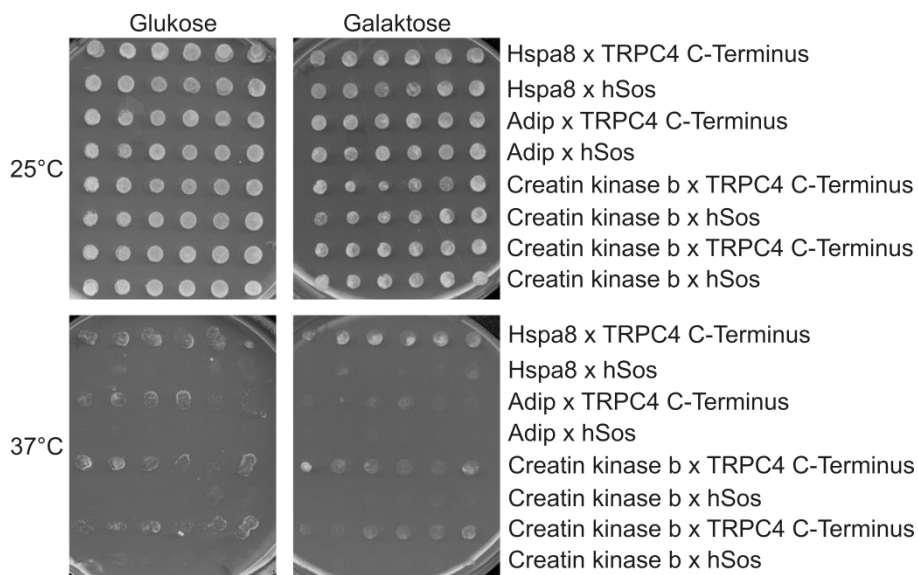 Glukose
Galaktose
25°C
Hspa8 x TRPC4 C-Terminus
Hspa8 x hSos
Adip x TRPC4 C-Terminus
Adip x hSos
Creatin kinase b x TRPC4 C-Terminus
Creatin kinase b x hSos
Creatin kinase b x TRPC4 C-Terminus
Creatin kinase b x hSos
37°C
Hspa8 x TRPC4 C-Terminus
Hspa8 x hSos
Adip x TRPC4 C-Terminus
Adip x hSos
Creatin kinase b x TRPC4 C-Terminus
Creatin kinase b x hSos
Creatin kinase b x TRPC4 C-Terminus
Creatin kinase b x hSos